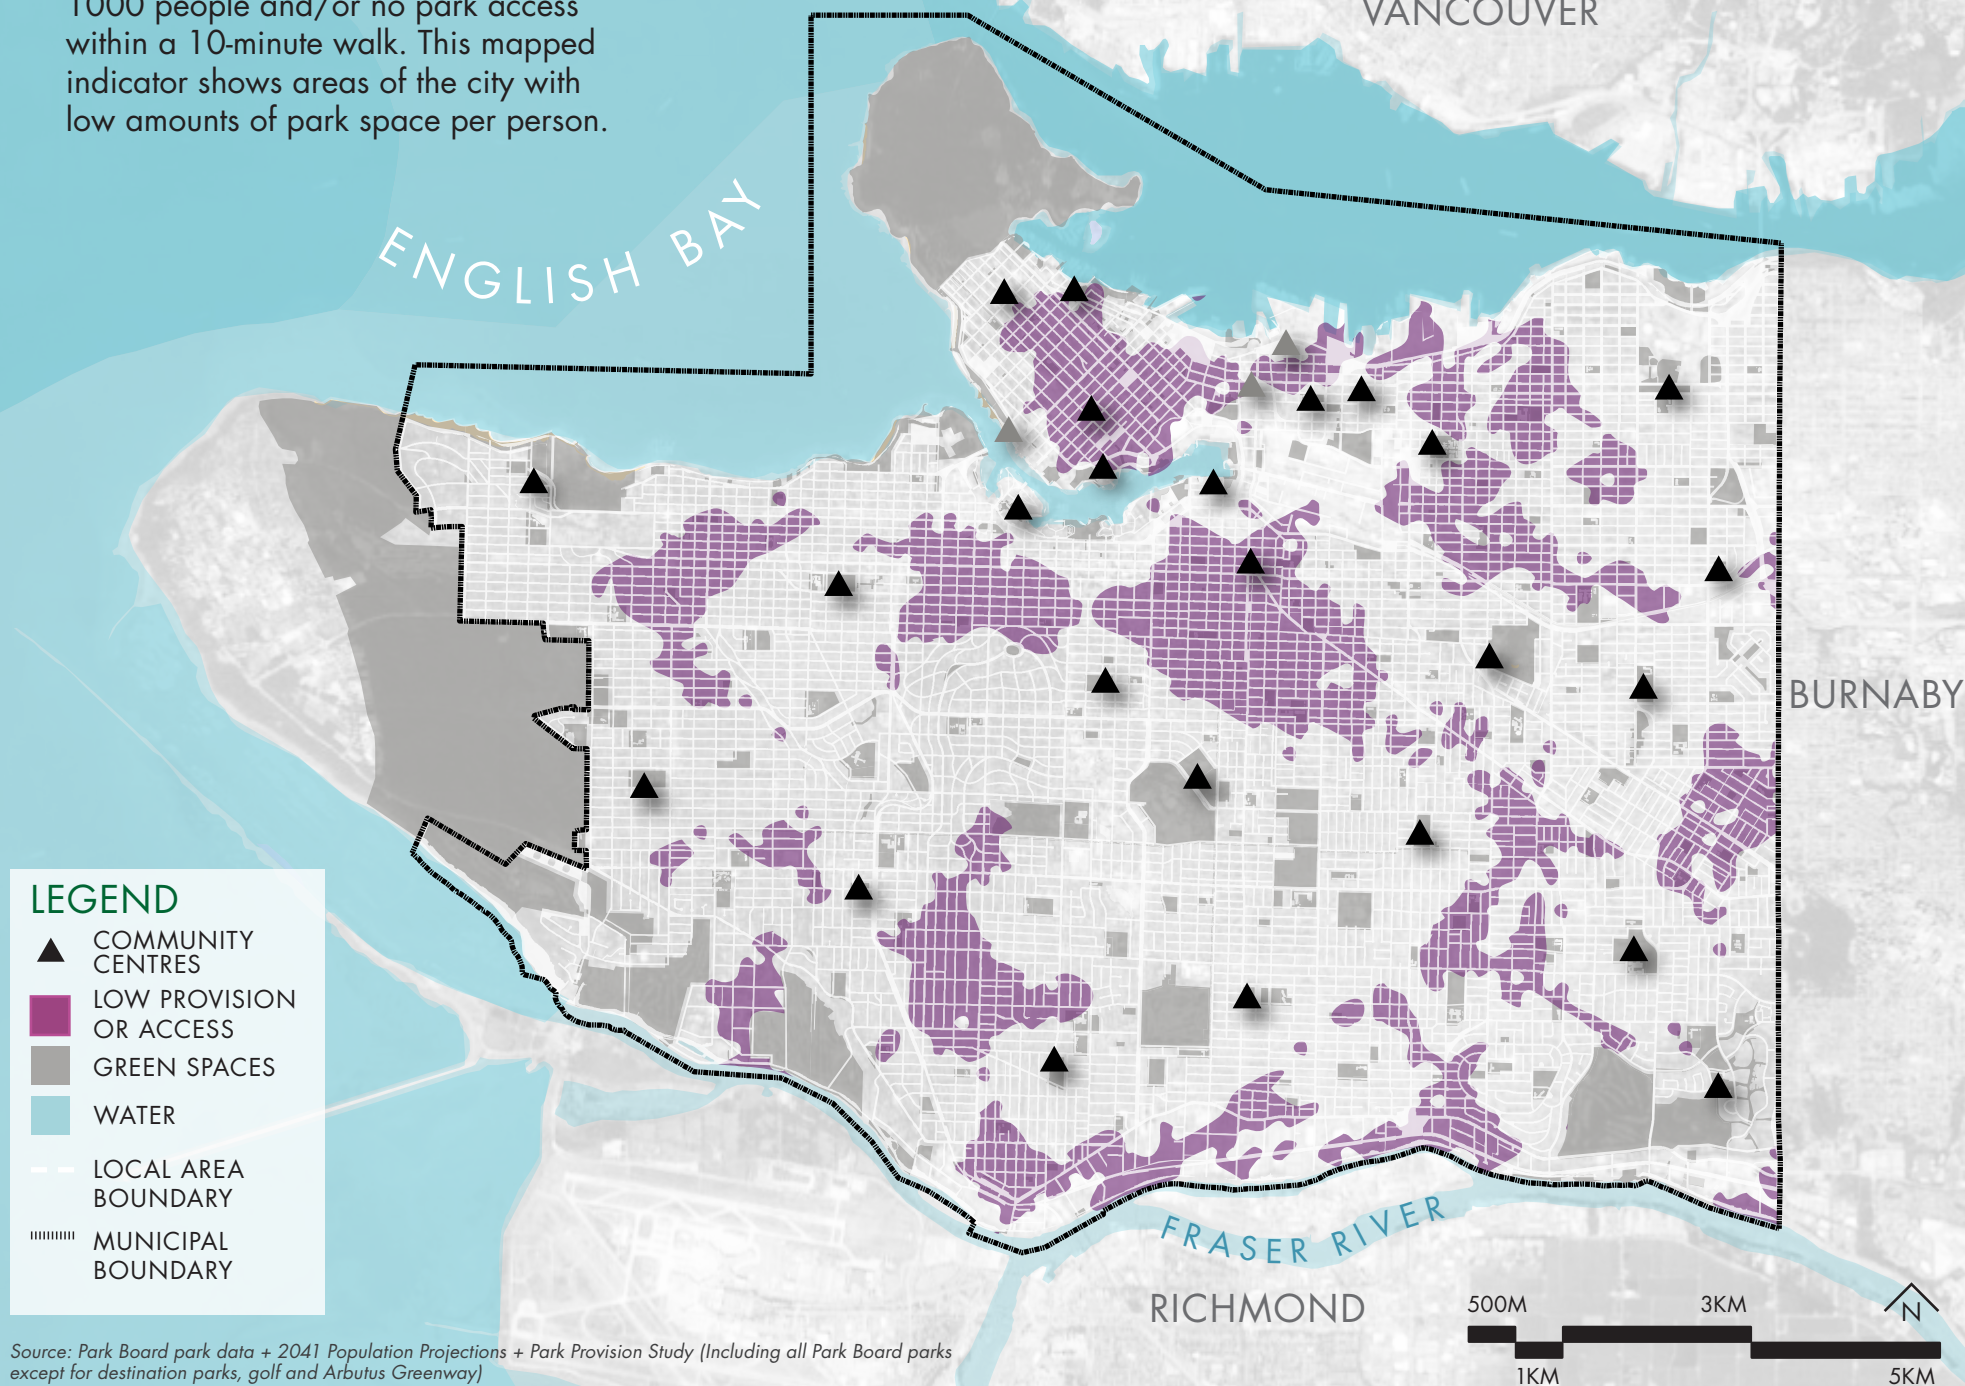 1000 people and/or no park access
within a 10-minute walk. This mapped
indicator shows areas of the city with
low amounts of park space per person.
VANCOUVER
ENGLISH BAY
BURNABY
LEGEND
COMMUNITY
CENTRES
LOW PROVISION
OR ACCESS
GREEN SPACES
WATER
LOCAL AREA
BOUNDARY
MUNICIPAL
BOUNDARY
FRASER RIVER
RICHMOND
500M 3KM
N
1KM 5KM
Source: Park Board park data + 2041 Population Projections + Park Provision Study (Including all Park Board parks
except for destination parks, golf and Arbutus Greenway)